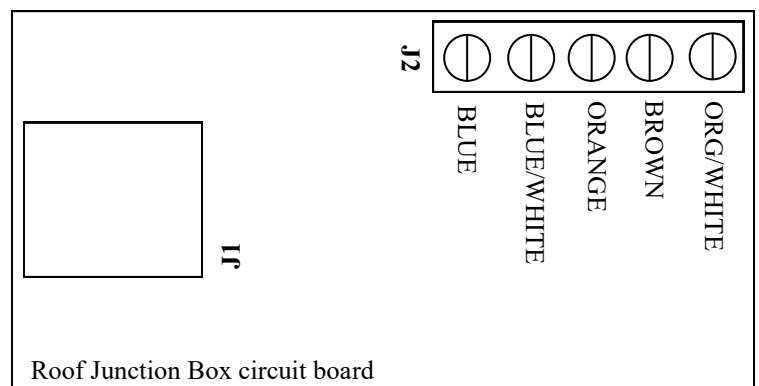 J2
BLUE
BLUE/WHITE
ORANGE
BROWN
ORG/WHITE
J1
Roof Junction Box circuit board